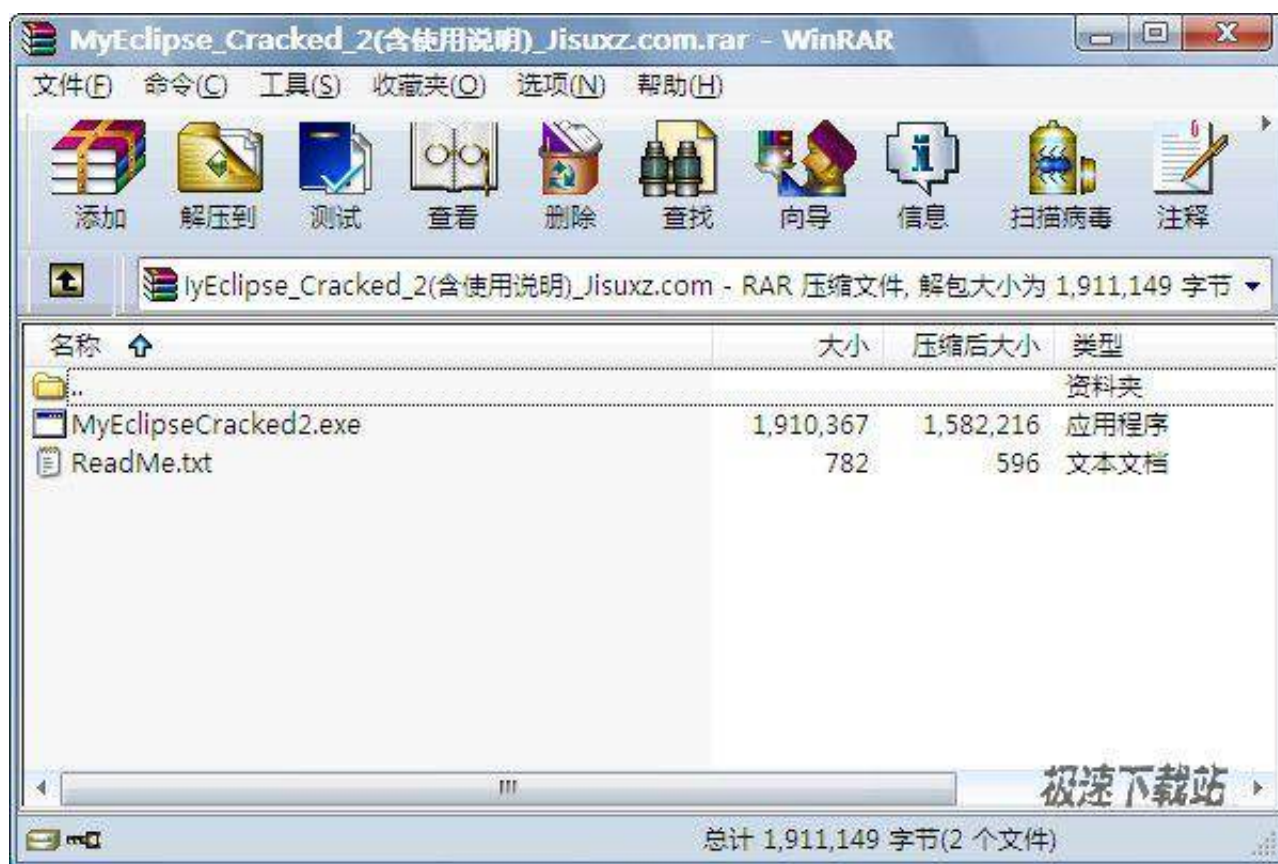 MyEclipse_Cracked_2(含使用说明)_Jisuxz.com.rar - WinRAR
文件(F) 命令(C) 工具(S) 收藏夹(O) 选项(N) 帮助(H)
添加 解压到 测试 查看 删除 查找 向导 信息 扫描病毒 注释
lyEclipse_Cracked_2(含使用说明)_Jisuxz.com - RAR 压缩文件, 解包大小为 1,911,149 字节
名称 大小 压缩后大小 类型
.. 资料夹
MyEclipseCracked2.exe 1,910,367 1,582,216 应用程序
ReadMe.txt 782 596 文本文档
极速下载站
总计 1,911,149 字节(2 个文件)